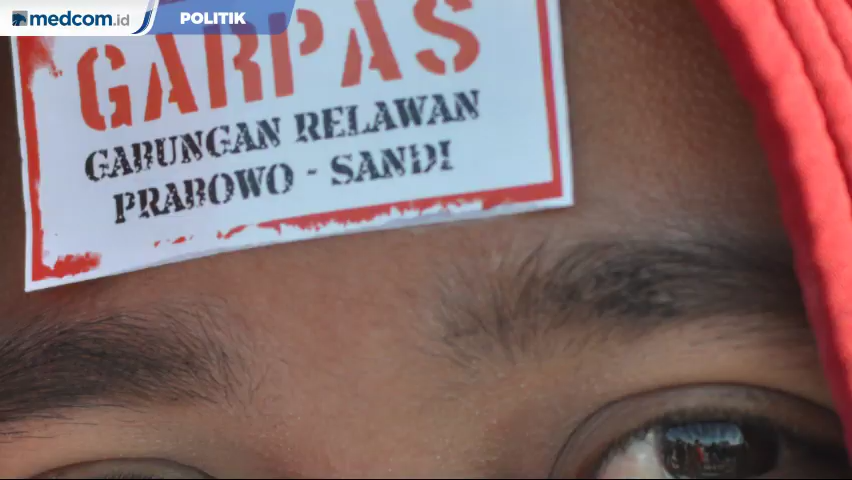 medcom.id
POLITIK
GARPAS
GABUNGAN RELAWAN
PRABOWO - SANDI